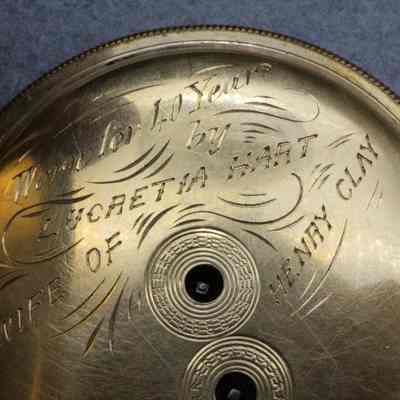 Worn for 40 Years
by
LUCRETIA HART
WIFE OF HENRY CLAY